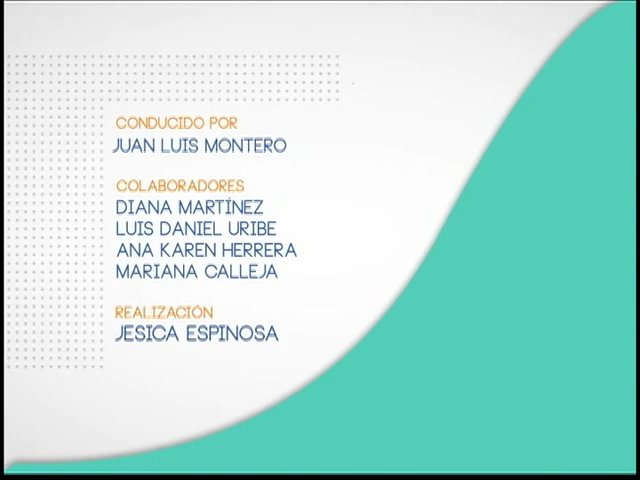 CONDUCIDO POR
JUAN LUIS MONTERO
COLABORADORES
DIANA MARTÍNEZ
LUIS DANIEL URIBE
ANA KAREN HERRERA
MARIANA CALLEJA
REALIZACIÓN
JESICA ESPINOSA